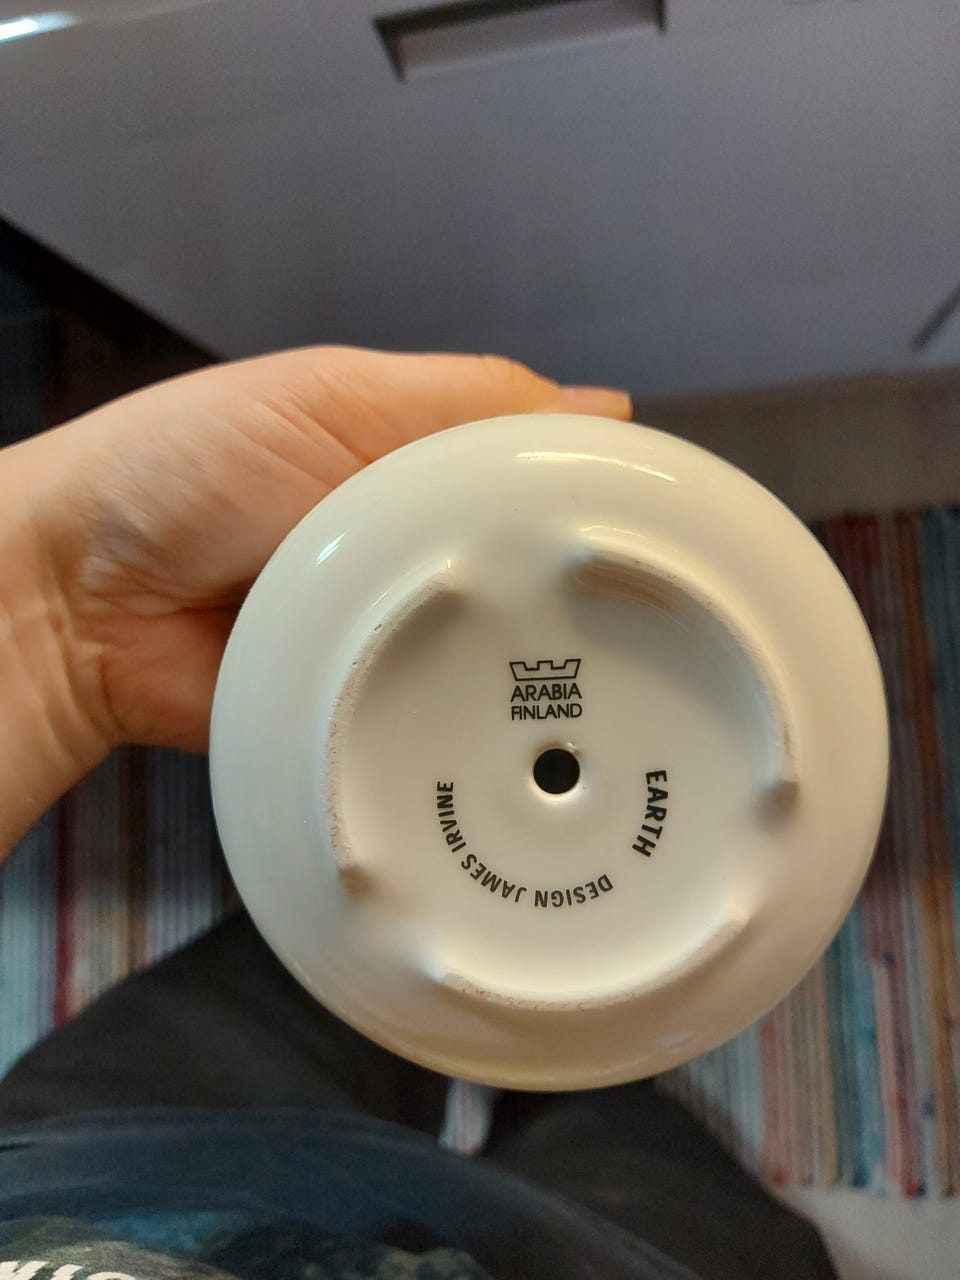 ARABIA
FINLAND
EARTH
DESIGN JAMES IRVINE